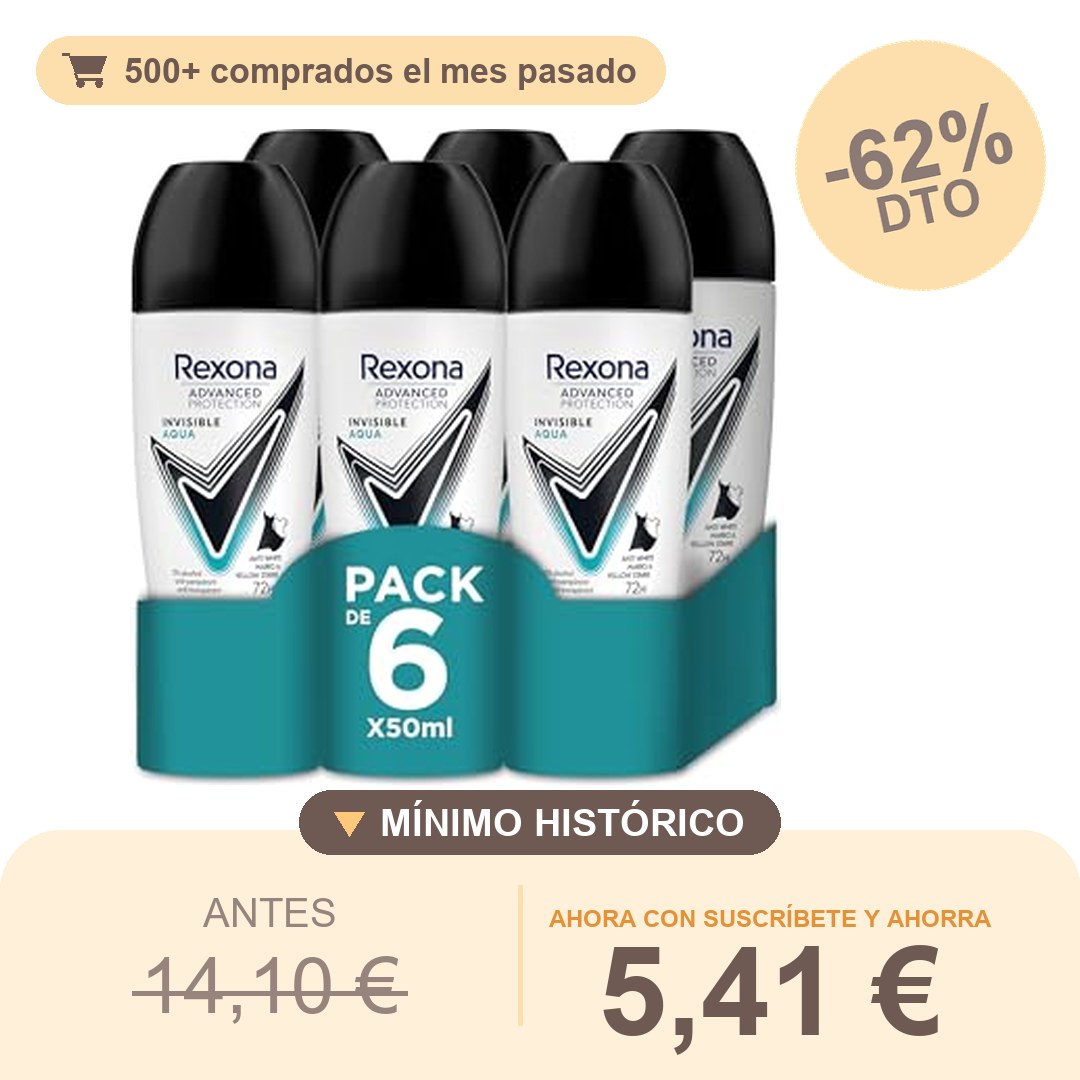 500+ comprados el mes pasado
-62%
DTO
Rexona
ADVANCED
PROTECTION
INVISIBLE
AQUA
Rexona
ADVANCED
PROTECTION
INVISIBLE
AQUA
Rexona
ADVANCED
PROTECTION
INVISIBLE
AQUA
ANTI WHITE
72H
PACK
DE
6
X50ml
MÍNIMO HISTÓRICO
ANTES
14,10 €
AHORA CON SUSCRÍBETE Y AHORRA
5,41 €